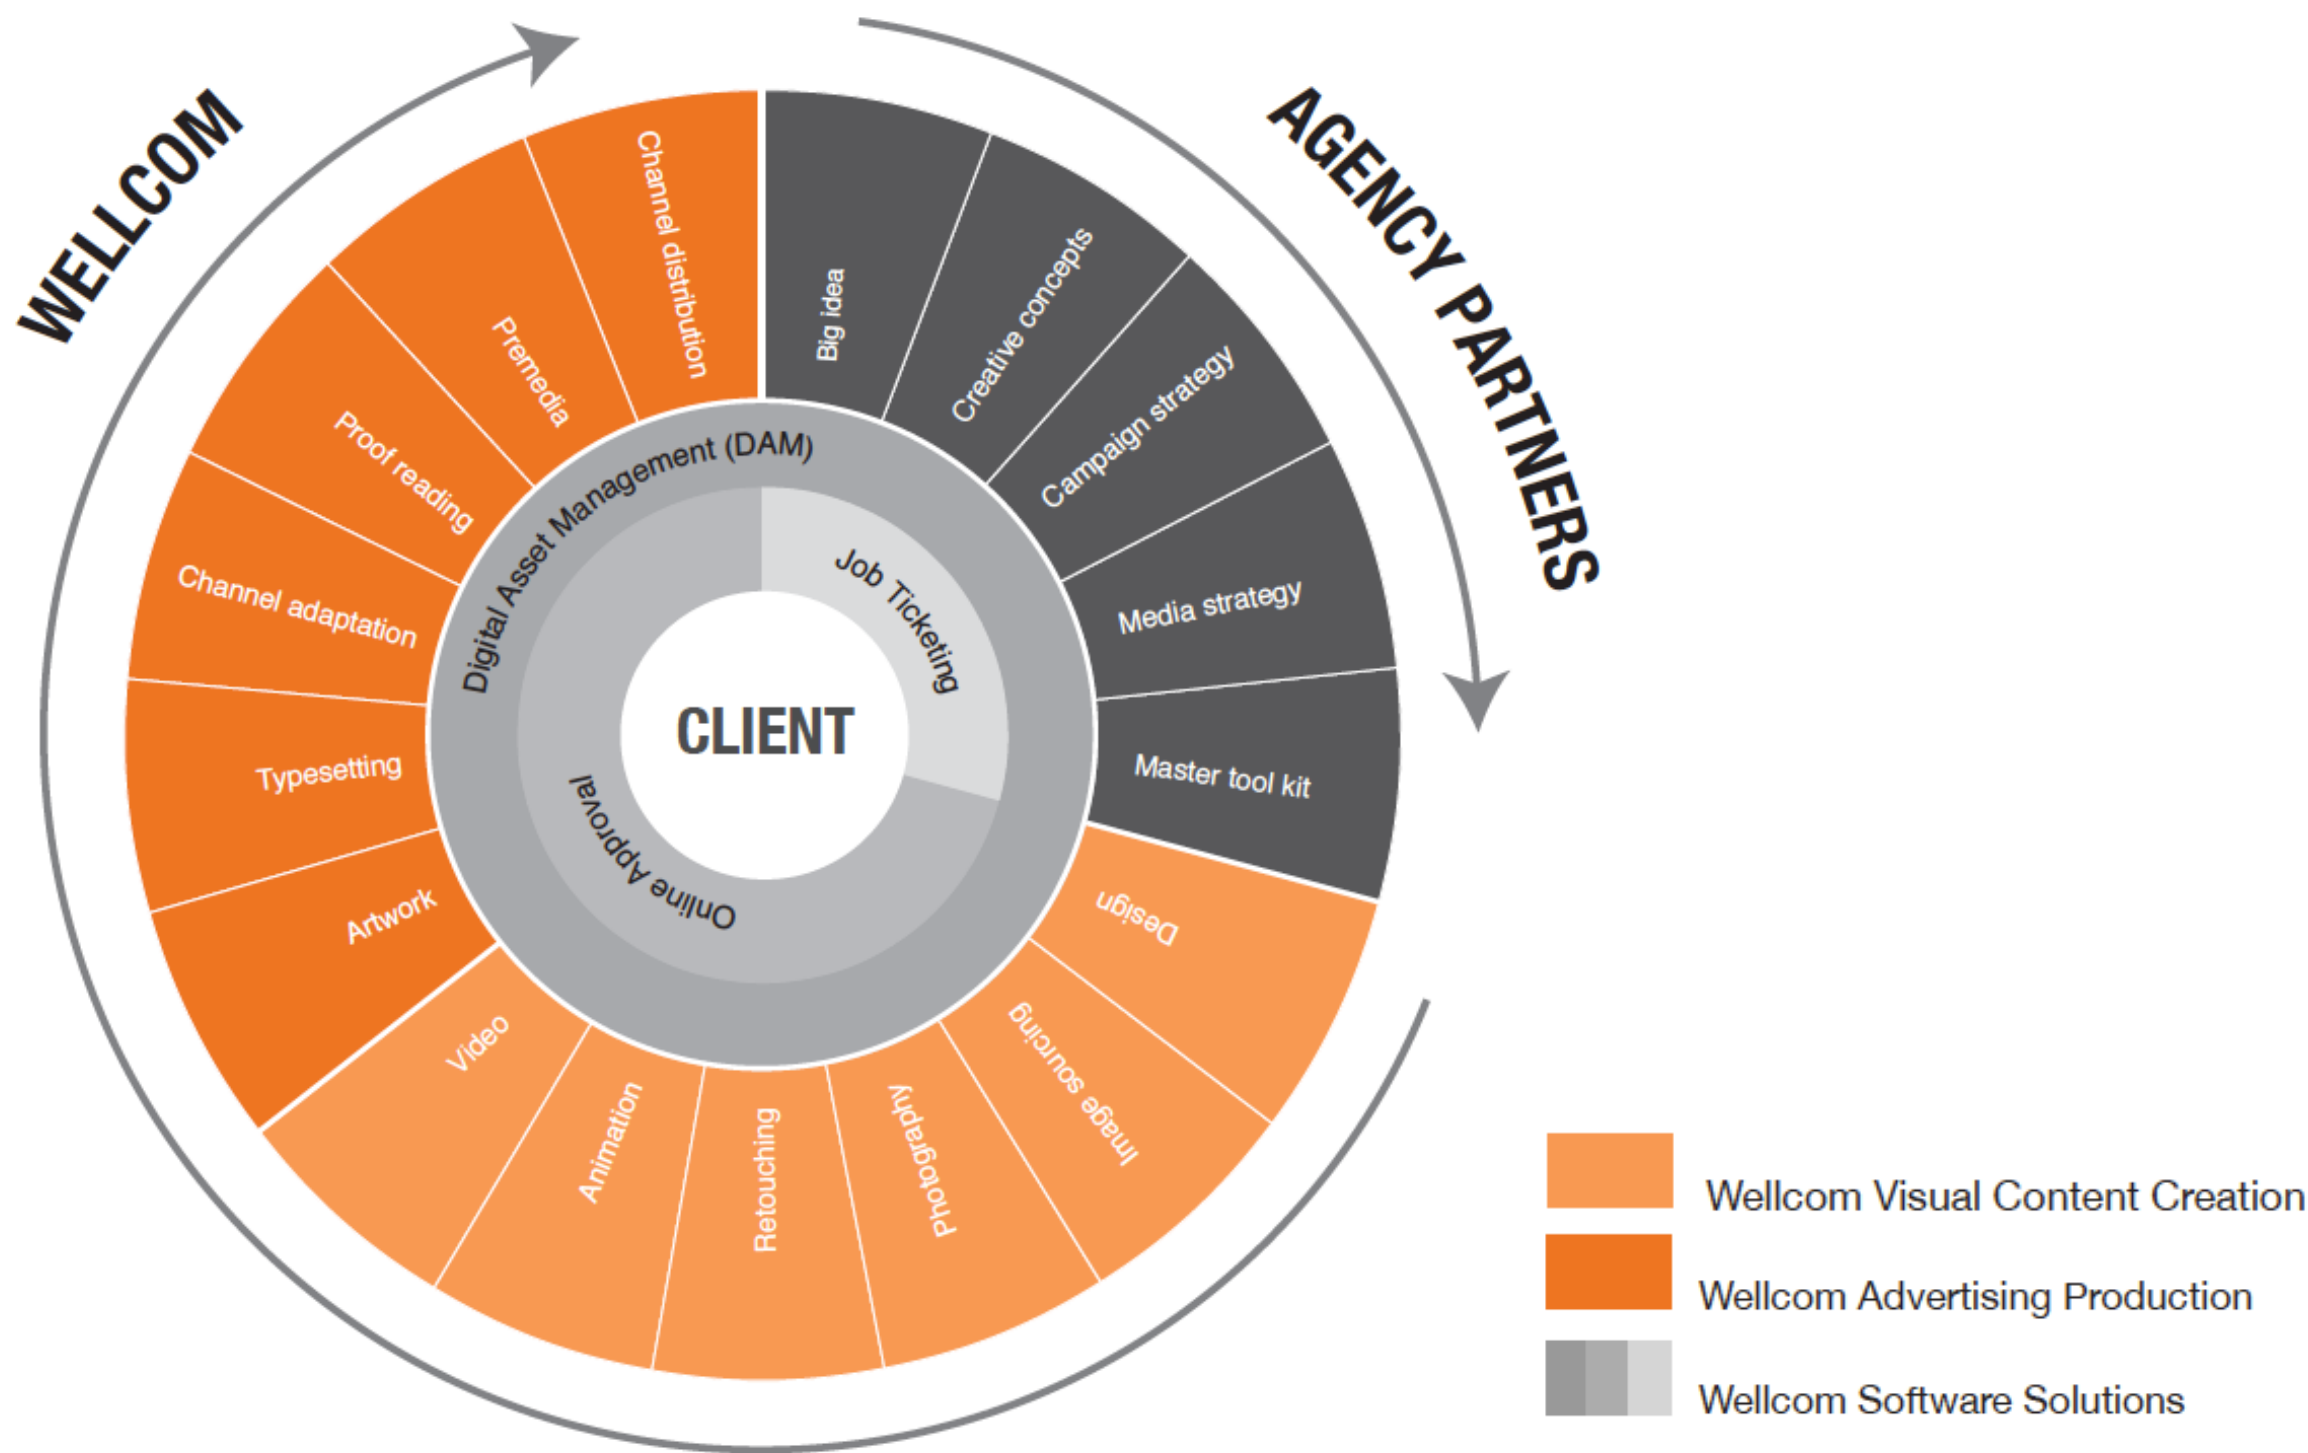 WELLCOM
AGENCY PARTNERS
Big idea
Creative concepts
Campaign strategy
Media strategy
Master tool kit
Design
Image sourcing
Photography
Retouching
Animation
Video
Artwork
Typesetting
Channel adaptation
Proof reading
Premedia
Channel distribution
Digital Asset Management (DAM)
Job Ticketing
Online Approval
CLIENT
Wellcom Visual Content Creation
Wellcom Advertising Production
Wellcom Software Solutions